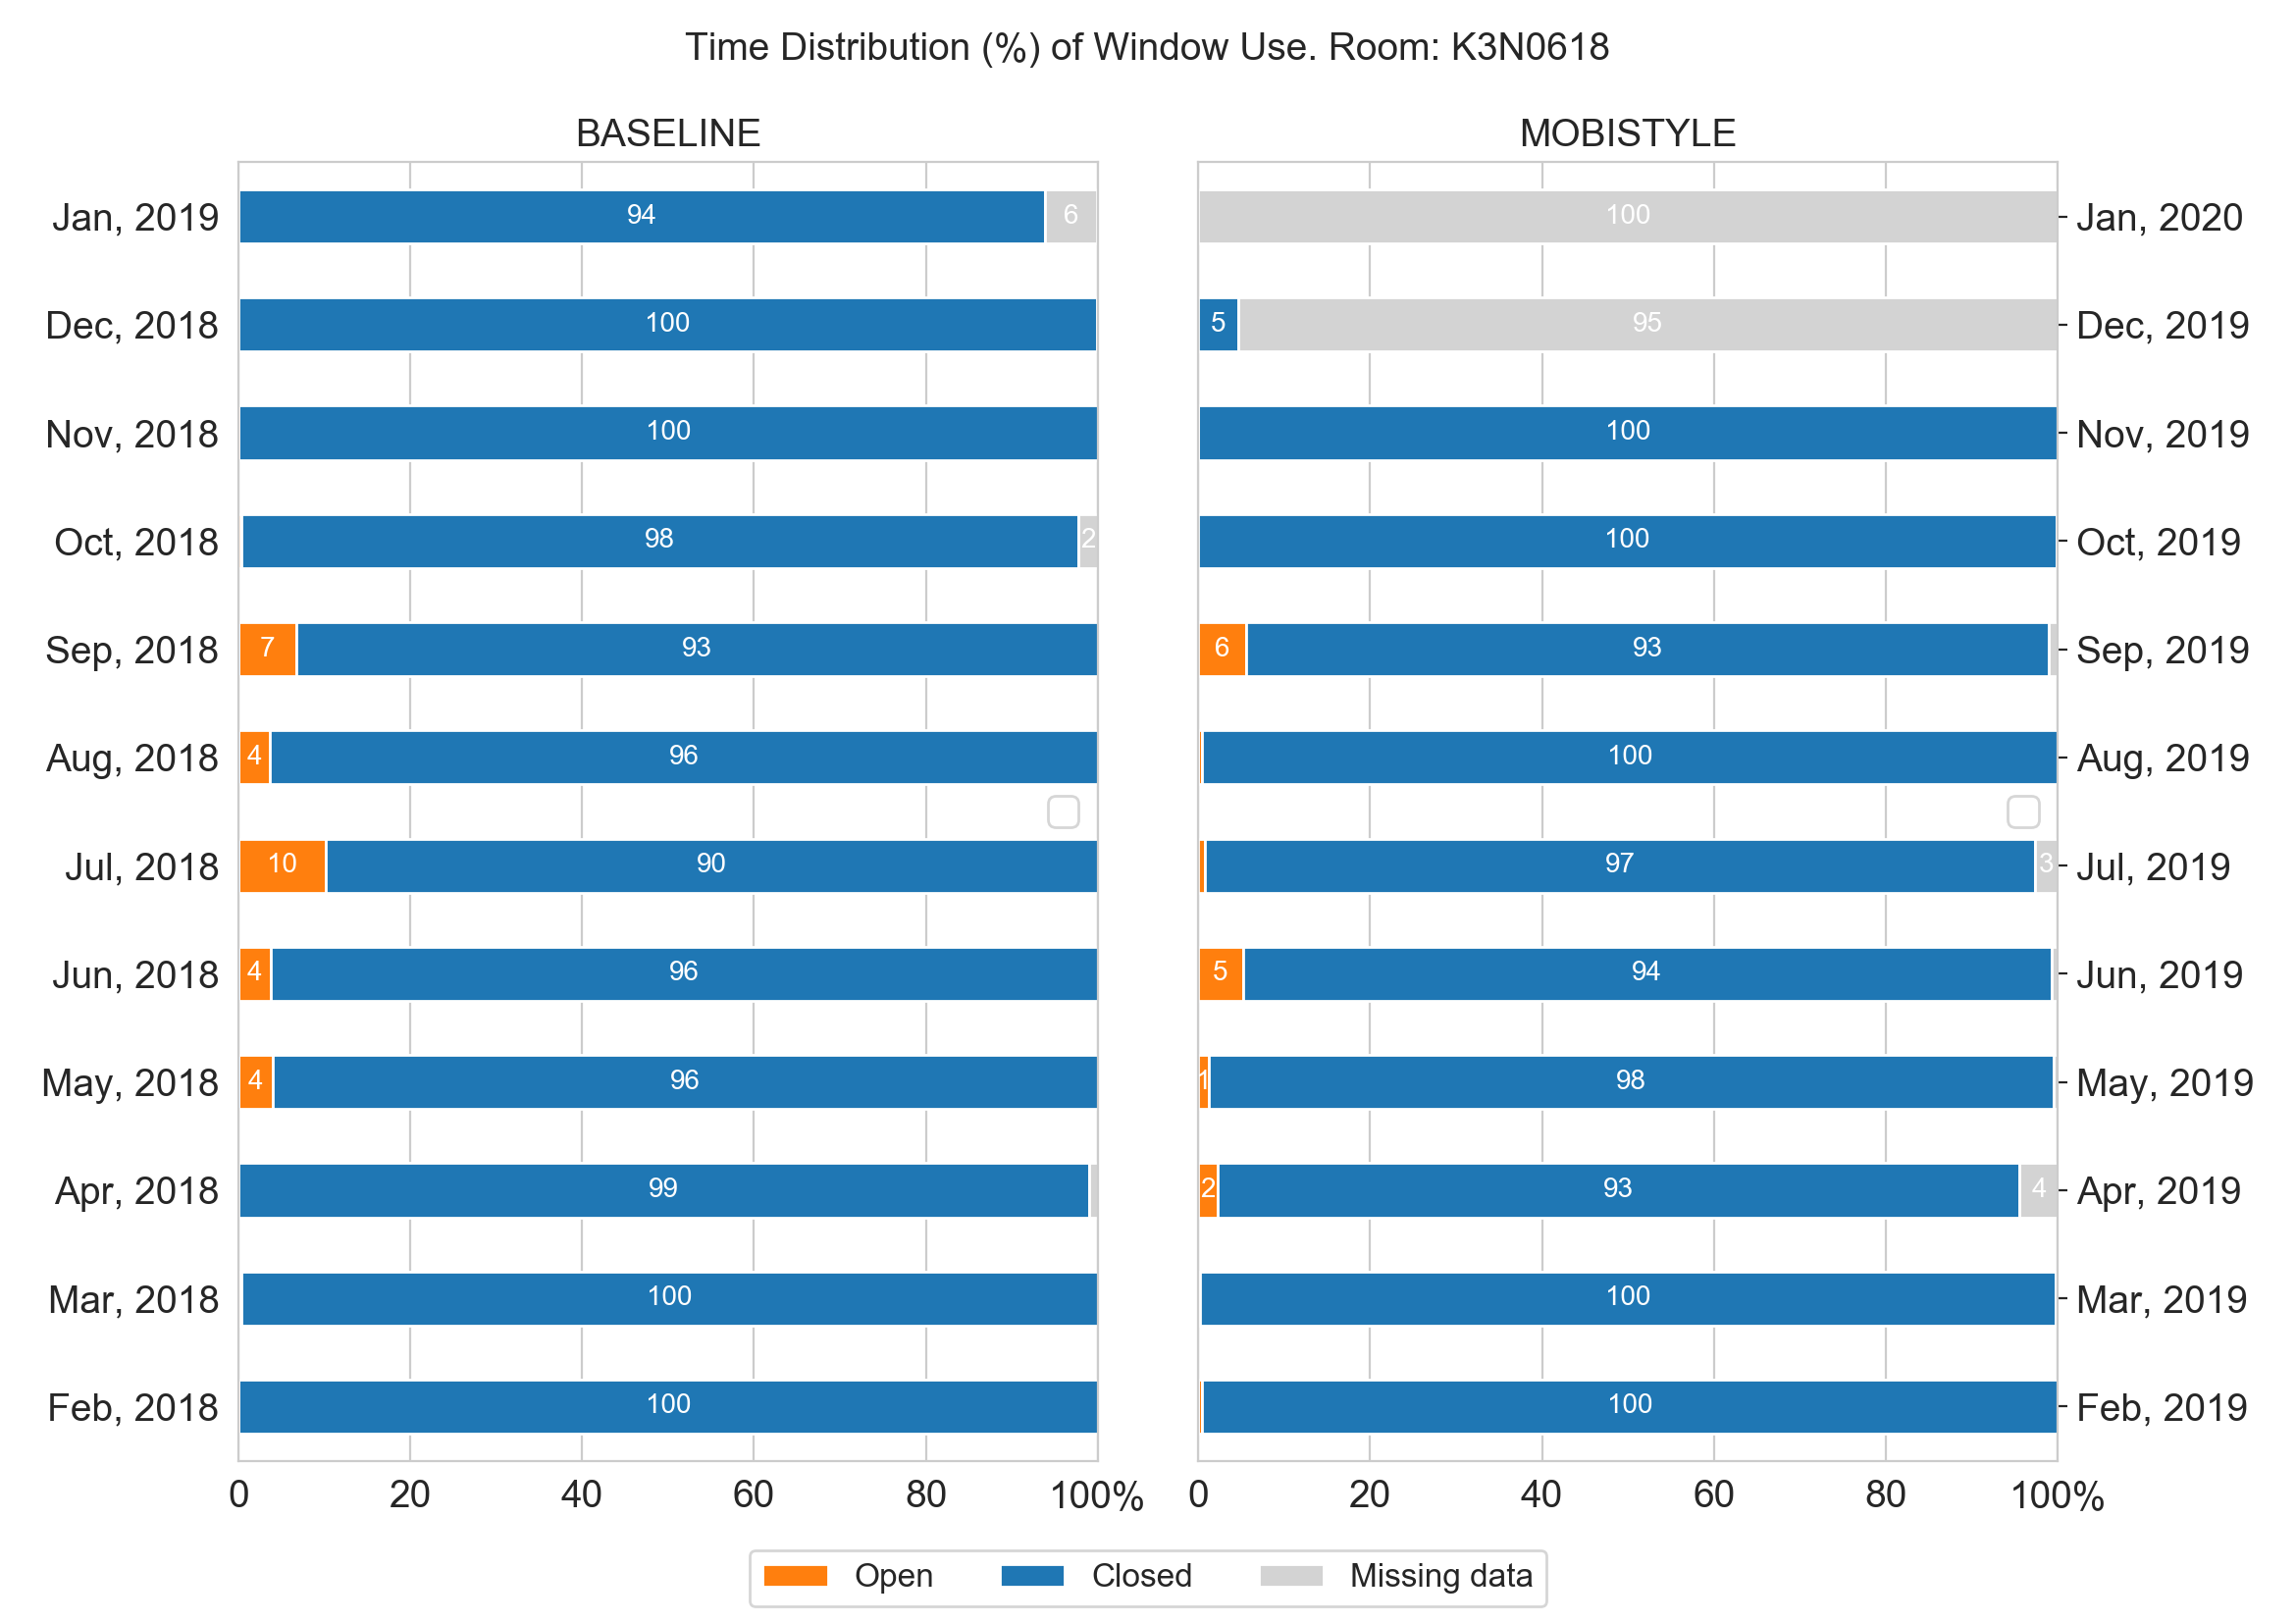 Time Distribution (%) of Window Use. Room: K3N0618
BASELINE
MOBISTYLE
Jan, 2019
94
6
100
Jan, 2020
Dec, 2018
100
5
95
Dec, 2019
Nov, 2018
100
100
Nov, 2019
Oct, 2018
98
2
100
Oct, 2019
Sep, 2018
7
93
6
93
Sep, 2019
Aug, 2018
4
96
100
Aug, 2019
Jul, 2018
10
90
97
3
Jul, 2019
Jun, 2018
4
96
5
94
Jun, 2019
May, 2018
4
96
1
98
May, 2019
Apr, 2018
99
2
93
4
Apr, 2019
Mar, 2018
100
100
Mar, 2019
Feb, 2018
100
100
Feb, 2019
0 20 40 60 80 100%
0 20 40 60 80 100%
Open Closed Missing data